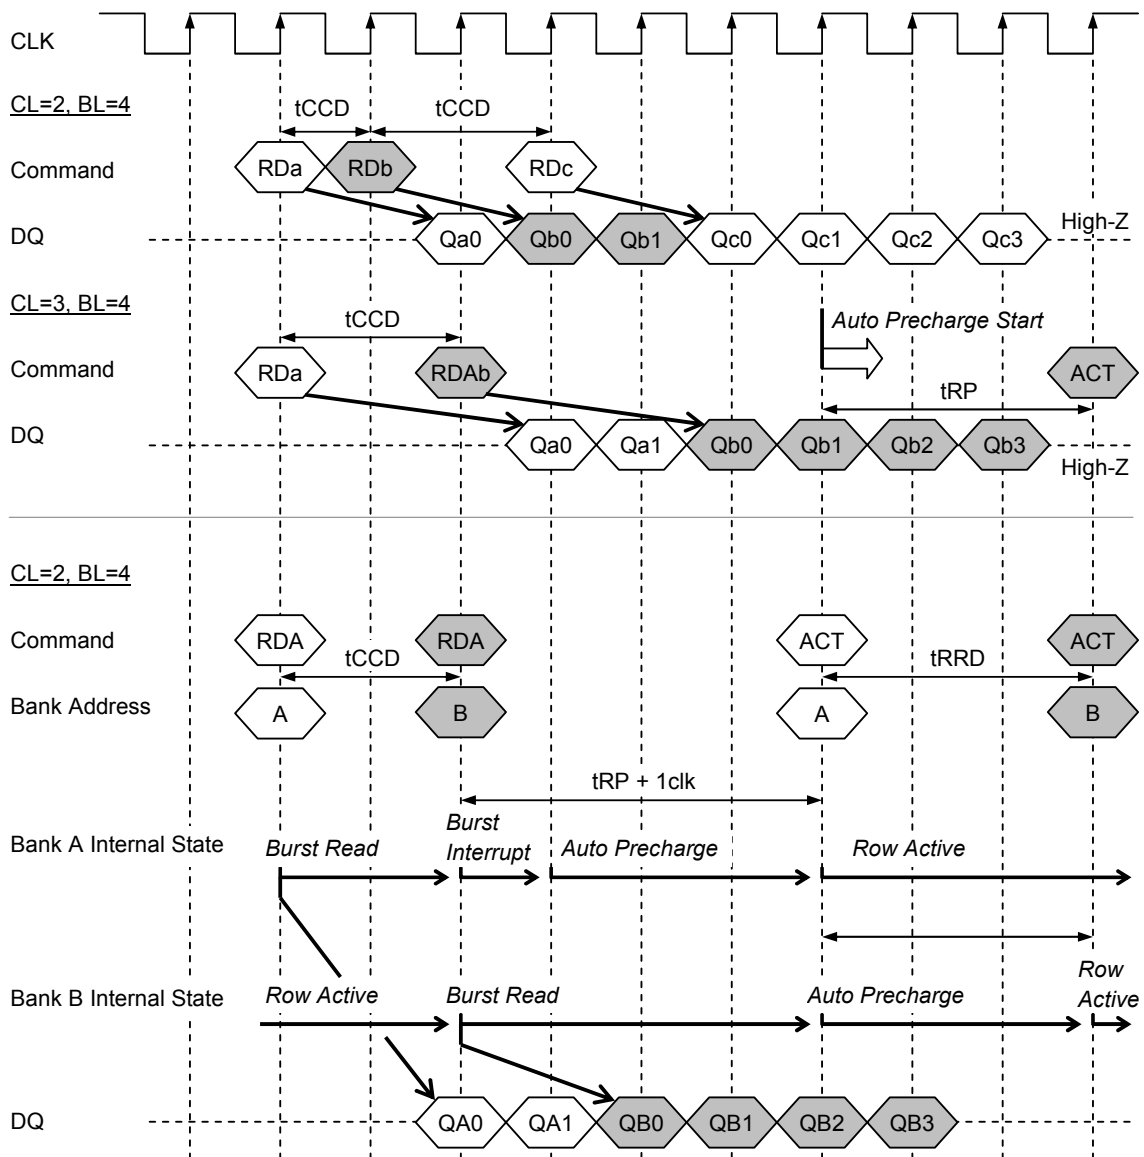 CLK
CL=2, BL=4
tCCD tCCD
Command RDa RDb RDc
DQ Qa0 Qb0 Qb1 Qc0 Qc1 Qc2 Qc3 High-Z
CL=3, BL=4
tCCD Auto Precharge Start
Command RDa RDAb ACT
tRP
DQ Qa0 Qa1 Qb0 Qb1 Qb2 Qb3 High-Z
CL=2, BL=4
Command RDA RDA ACT ACT
tCCD tRRD
Bank Address A B A B
tRP + 1clk
Bank A Internal State Burst Read Burst Interrupt Auto Precharge Row Active
Bank B Internal State Row Active Burst Read Auto Precharge Row Active
DQ QA0 QA1 QB0 QB1 QB2 QB3